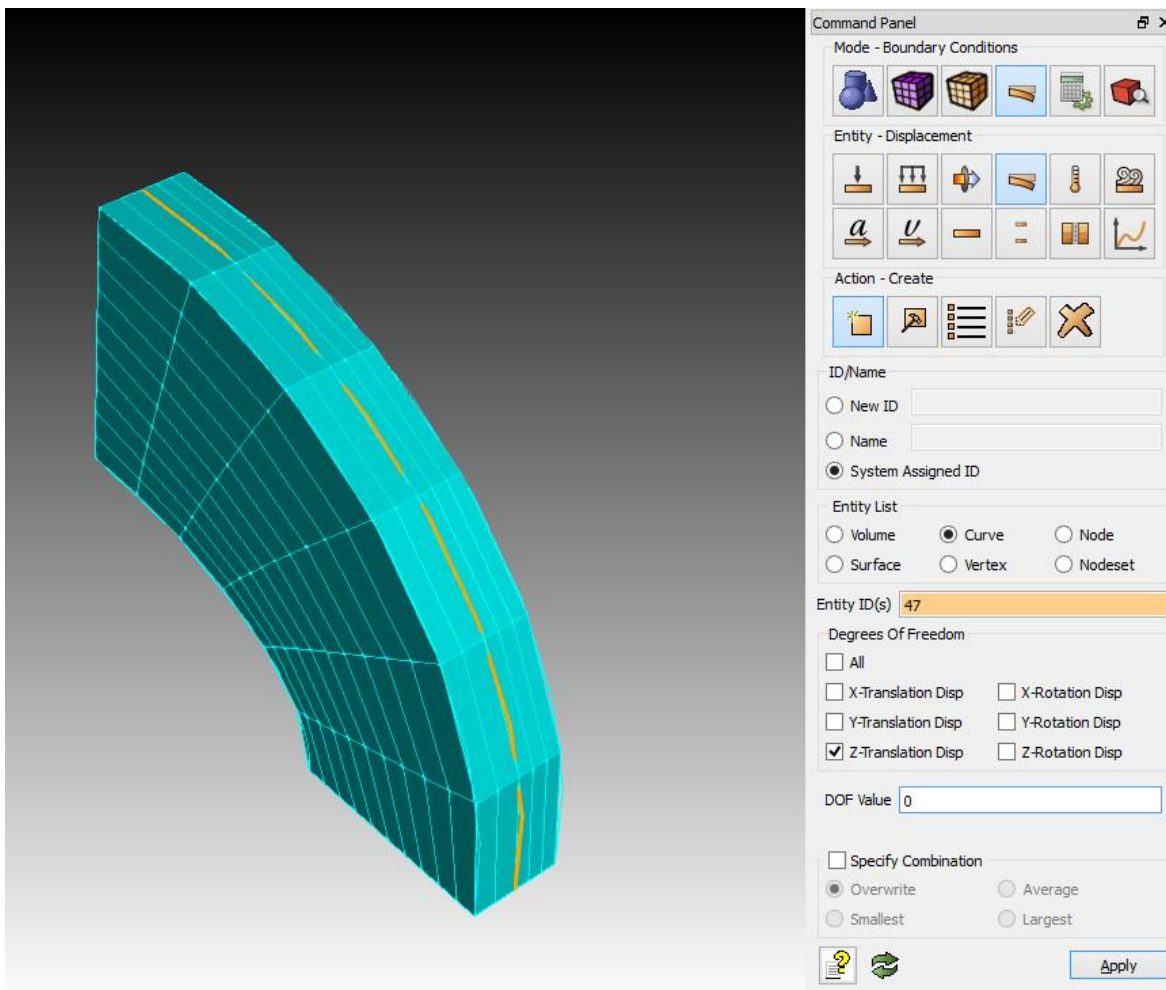 Command Panel
Mode - Boundary Conditions
Entity - Displacement
a
v
Action - Create
ID/Name
New ID
Name
System Assigned ID
Entity List
Volume Curve Node
Surface Vertex Nodeset
Entity ID(s) 47
Degrees Of Freedom
All
X-Translation Disp X-Rotation Disp
Y-Translation Disp Y-Rotation Disp
Z-Translation Disp Z-Rotation Disp
DOF Value 0
Specify Combination
Overwrite Average
Smallest Largest
Apply